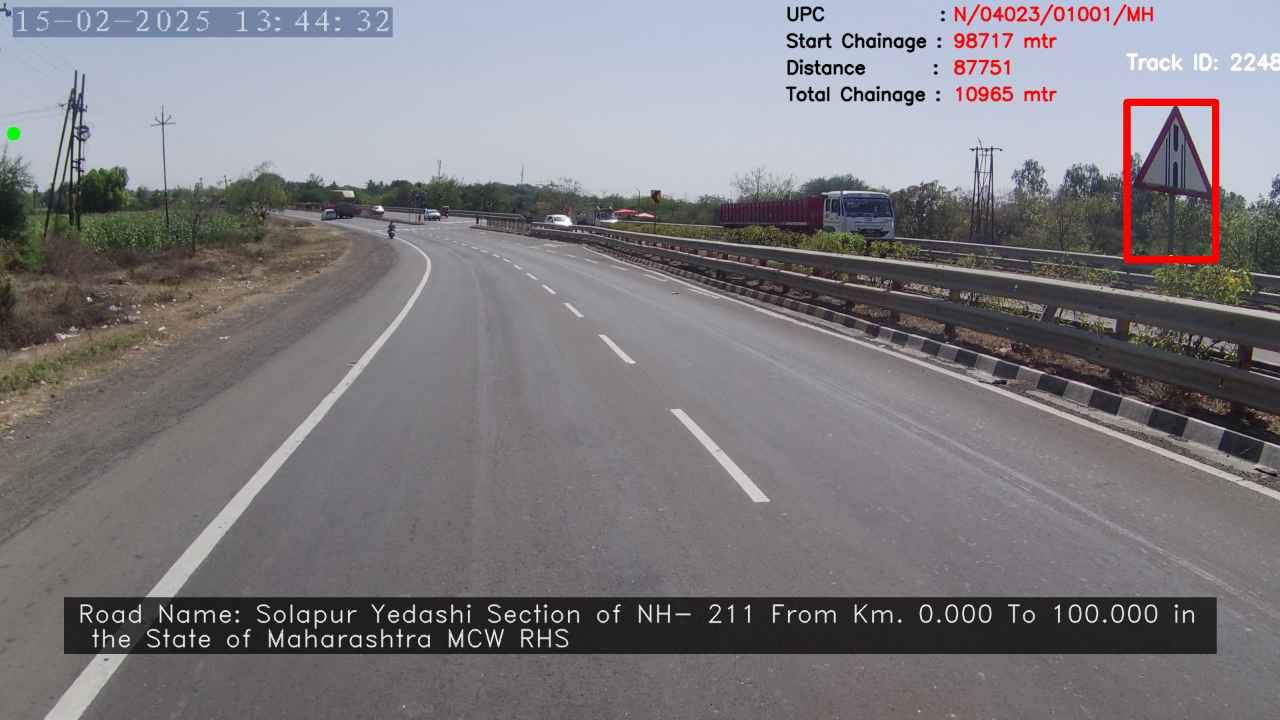 15-02-2025 13:44:32
UPC : N/04023/01001/MH
Start Chainage : 98717 mtr
Distance : 87751
Total Chainage : 10965 mtr
Track ID: 2248
Road Name: Solapur Yedashi Section of NH- 211 From Km. 0.000 To 100.000 in
the State of Maharashtra MCW RHS